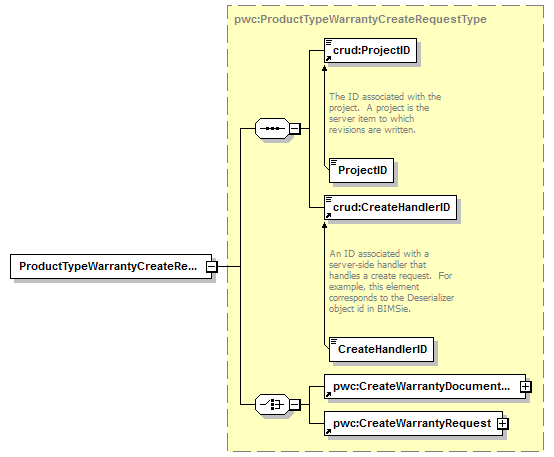 pwc:ProductTypeWarrantyCreateRequestType
crud:ProjectID
The ID associated with the
project.  A project is the
server item to which
revisions are written.
ProjectID
crud:CreateHandlerID
ProductTypeWarrantyCreateRe...
An ID associated with a
server-side handler that
handles a create request.  For
example, this element
corresponds to the Deserializer
object id in BIMSie.
CreateHandlerID
pwc:CreateWarrantyDocument...
pwc:CreateWarrantyRequest